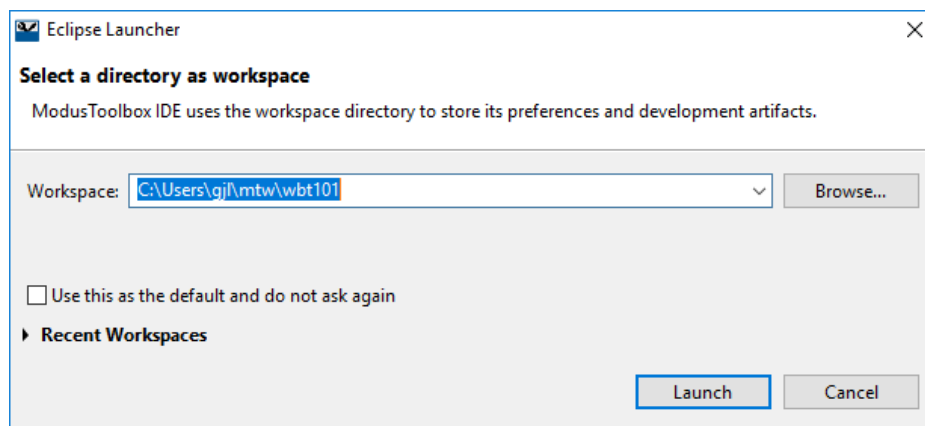 Eclipse Launcher
Select a directory as workspace
ModusToolbox IDE uses the workspace directory to store its preferences and development artifacts.
Workspace: C:\Users\gjl\mtw\wbt101 Browse...
Use this as the default and do not ask again
Recent Workspaces
Launch Cancel